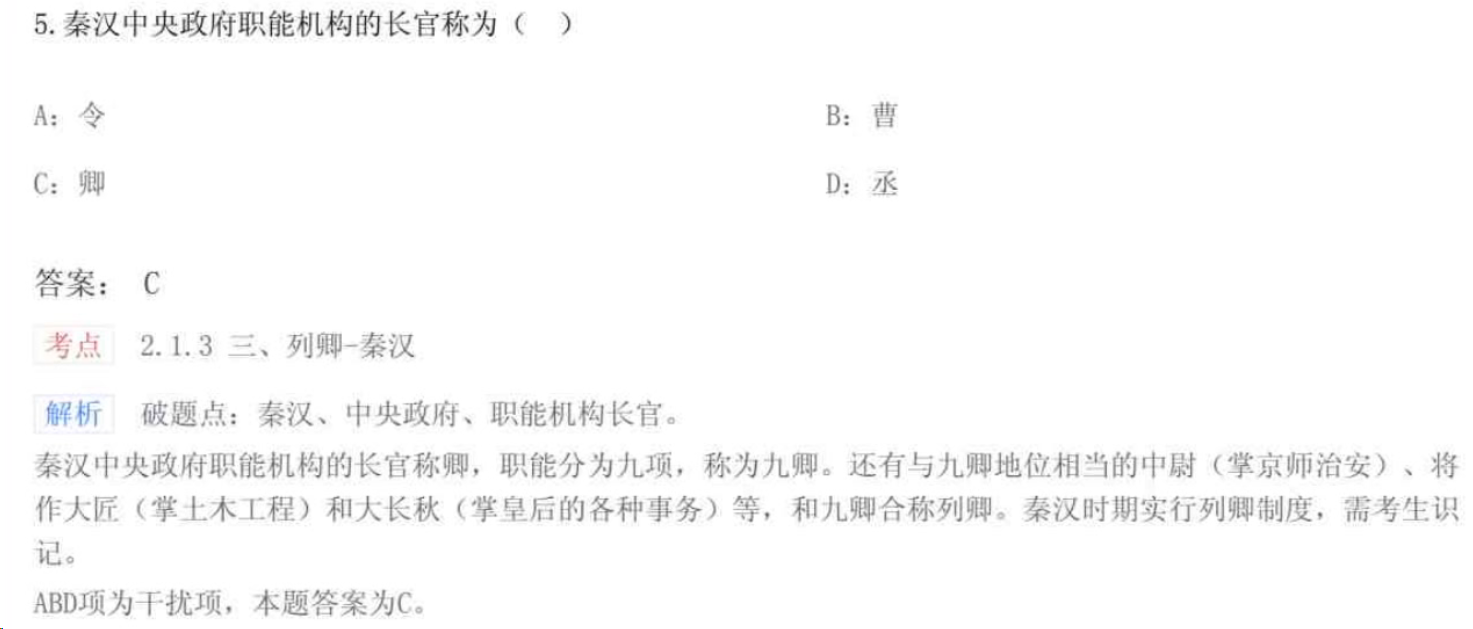 5.秦汉中央政府职能机构的长官称为（ ）
A：令
B：曹
C：卿
D：丞
答案： C
考点 2.1.3 三、列卿-秦汉
解析 破题点：秦汉、中央政府、职能机构长官。
秦汉中央政府职能机构的长官称卿，职能分为九项，称为九卿。还有与九卿地位相当的中尉（掌京师治安）、将
作大匠（掌土木工程）和大长秋（掌皇后的各种事务）等，和九卿合称列卿。秦汉时期实行列卿制度，需考生识
记。
ABD项为干扰项，本题答案为C。